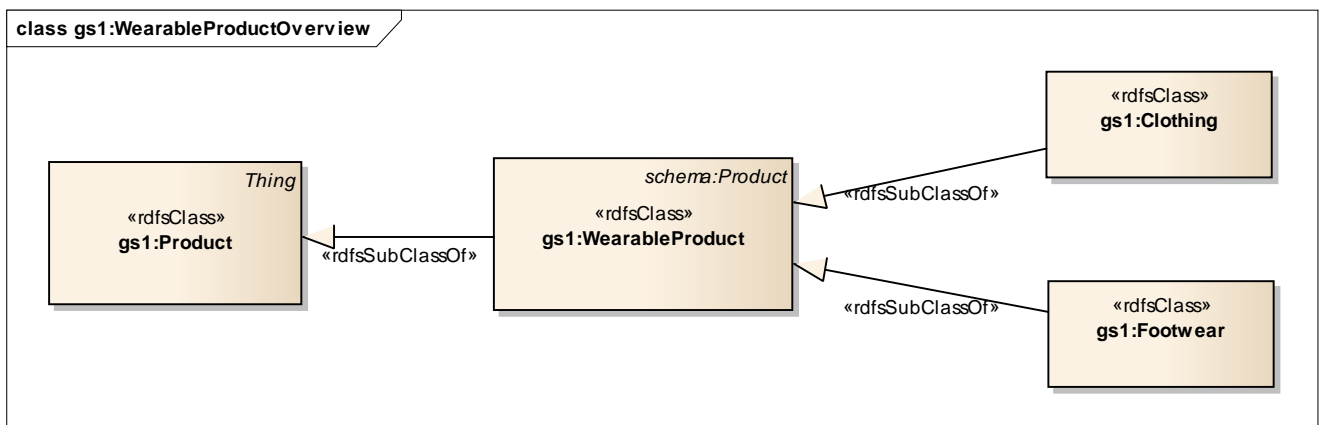 class gs1:WearableProductOverview
Thing
«rdfsClass»
gs1:Product
«rdfsSubClassOf»
schema:Product
«rdfsClass»
gs1:WearableProduct
«rdfsSubClassOf»
«rdfsSubClassOf»
«rdfsClass»
gs1:Clothing
«rdfsClass»
gs1:Footwear